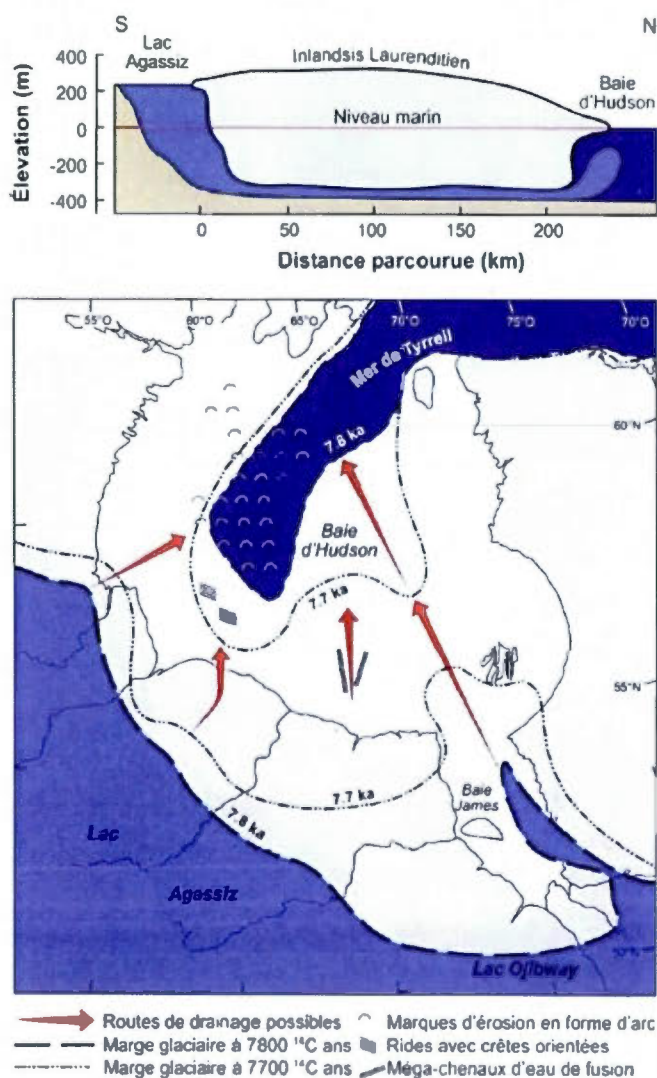 S
N
Lac
Agassiz
Inlandsis Laurenditien
Baie
d'Hudson
Élevation (m)
400
200
0
-200
-400
Niveau marin
0
50
100
150
200
Distance parcourue (km)
55°O
60°O
65°O
70°O
75°O
70°O
Mer de Tyrrell
60°N
7.8 ka
Baie
d'Hudson
7.7 ka
55°N
7.7 ka
7.8 ka
Baie
James
Lac
Agassiz
50°N
Lac Ojibway
Routes de drainage possibles
Marques d'érosion en forme d'arc
Marge glaciaire à 7800 ¹⁴C ans
Rides avec crêtes orientées
Marge glaciaire à 7700 ¹⁴C ans
Méga-chenaux d'eau de fusion